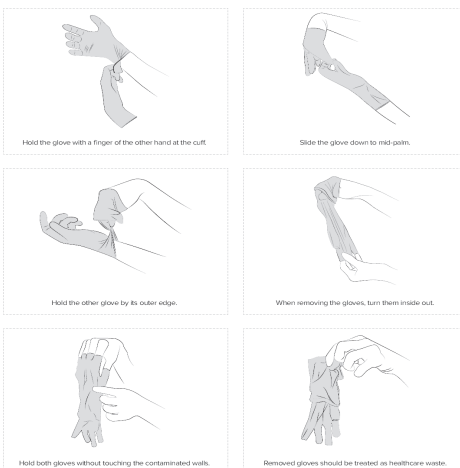 Hold the glove with a finger of the other hand at the cuff.
Slide the glove down to mid-palm.
Hold the other glove by its outer edge.
When removing the gloves, turn them inside out.
Hold both gloves without touching the contaminated walls.
Removed gloves should be treated as healthcare waste.